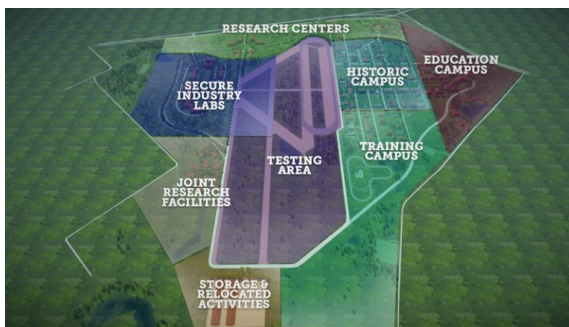 RESEARCH CENTERS
SECURE
INDUSTRY
LABS
HISTORIC
CAMPUS
EDUCATION
CAMPUS
TESTING
AREA
TRAINING
CAMPUS
JOINT
RESEARCH
FACILITIES
STORAGE &
RELOCATED
ACTIVITIES